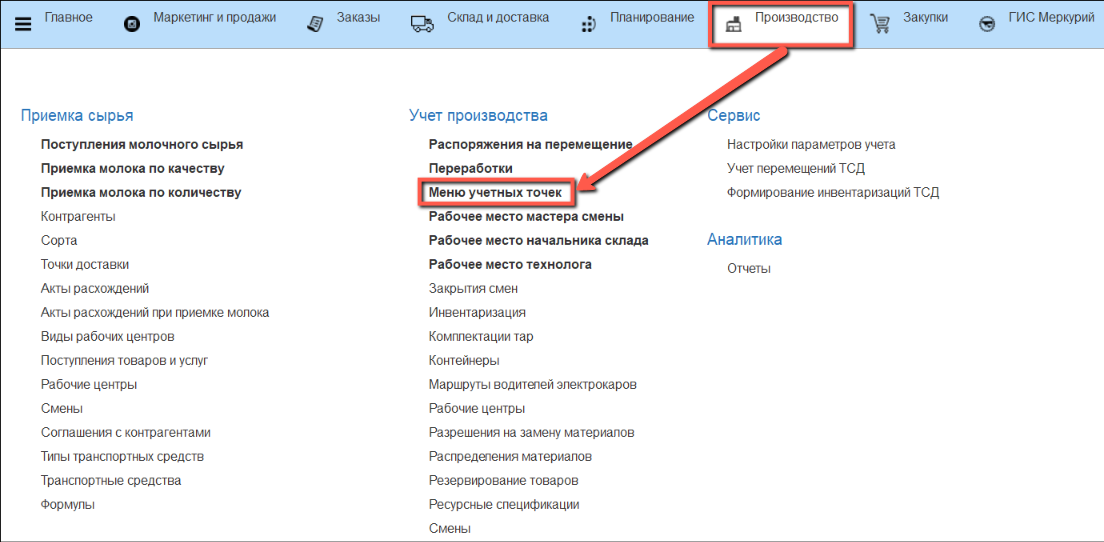 Главное
Маркетинг и продажи
Заказы
Склад и доставка
Планирование
Производство
Закупки
ГИС Меркурий
Приемка сырья
Поступления молочного сырья
Приемка молока по качеству
Приемка молока по количеству
Контрагенты
Сорта
Точки доставки
Акты расхождений
Акты расхождений при приемке молока
Виды рабочих центров
Поступления товаров и услуг
Рабочие центры
Смены
Соглашения с контрагентами
Типы транспортных средств
Транспортные средства
Формулы
Учет производства
Распоряжения на перемещение
Переработки
Меню учетных точек
Рабочее место мастера смены
Рабочее место начальника склада
Рабочее место технолога
Закрытия смен
Инвентаризация
Комплектации тар
Контейнеры
Маршруты водителей электрокаров
Рабочие центры
Разрешения на замену материалов
Распределения материалов
Резервирование товаров
Ресурсные спецификации
Смены
Сервис
Настройки параметров учета
Учет перемещений ТСД
Формирование инвентаризаций ТСД
Аналитика
Отчеты